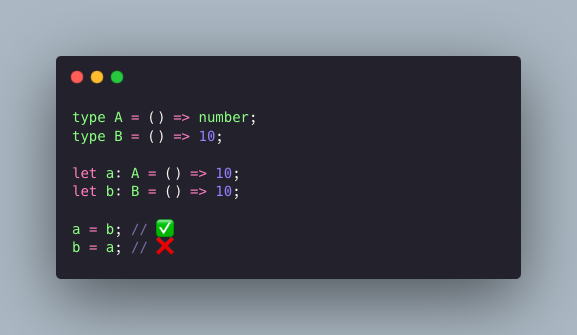 type A = () => number;
type B = () => 10;

let a: A = () => 10;
let b: B = () => 10;

a = b; // ✅
b = a; // ❌